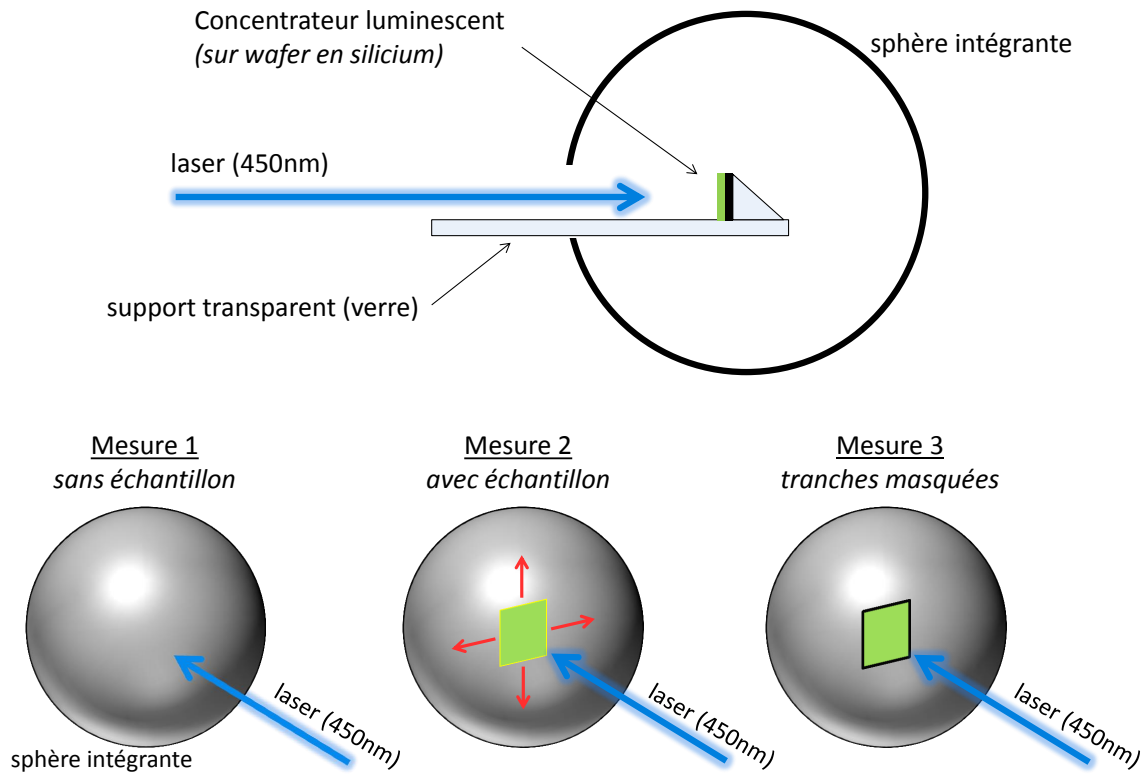 Concentrateur luminescent
(sur wafer en silicium)
sphère intégrante
laser (450nm)
support transparent (verre)
Mesure 1
sans échantillon
Mesure 2
avec échantillon
Mesure 3
tranches masquées
laser (450nm)
laser (450nm)
laser (450nm)
sphère intégrante